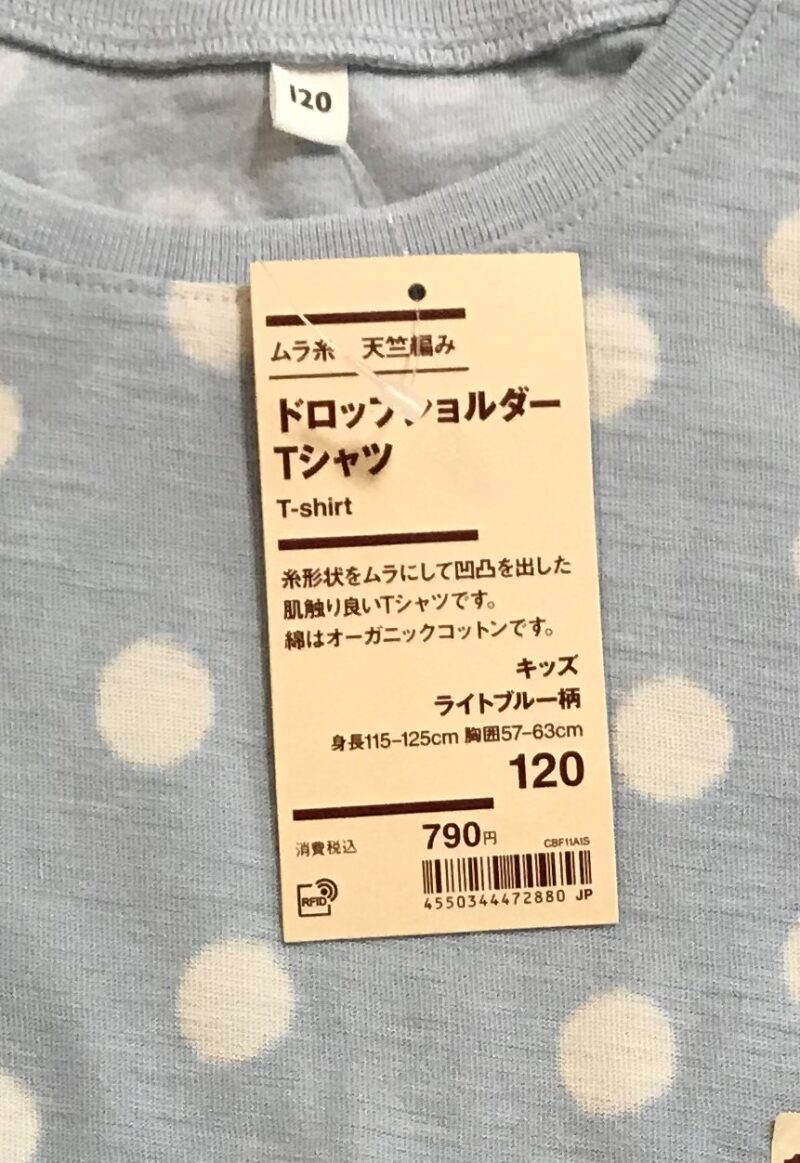 120
ムラ糸 天竺編み
ドロップショルダー
Tシャツ
T-shirt
糸形状をムラにして凹凸を出した
肌触り良いTシャツです。
綿はオーガニックコットンです。
キッズ
ライトブルー柄
身長115-125cm 胸囲57-63cm
120
消費税込 790円
CBF11A1S
RFID
4550344472880 JP